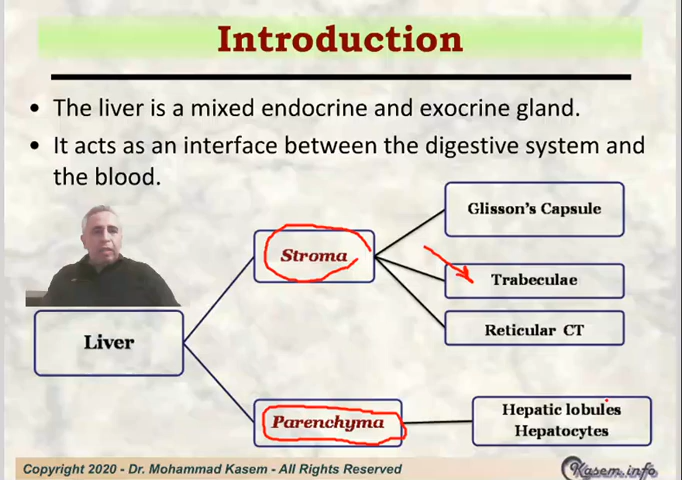 Introduction
• The liver is a mixed endocrine and exocrine gland.
• It acts as an interface between the digestive system and
the blood.
Glisson's Capsule
Stroma
Trabeculae
Reticular CT
Liver
Parenchyma
Hepatic lobules
Hepatocytes
Copyright 2020 - Dr. Mohammad Kasem - All Rights Reserved
Kasem.info